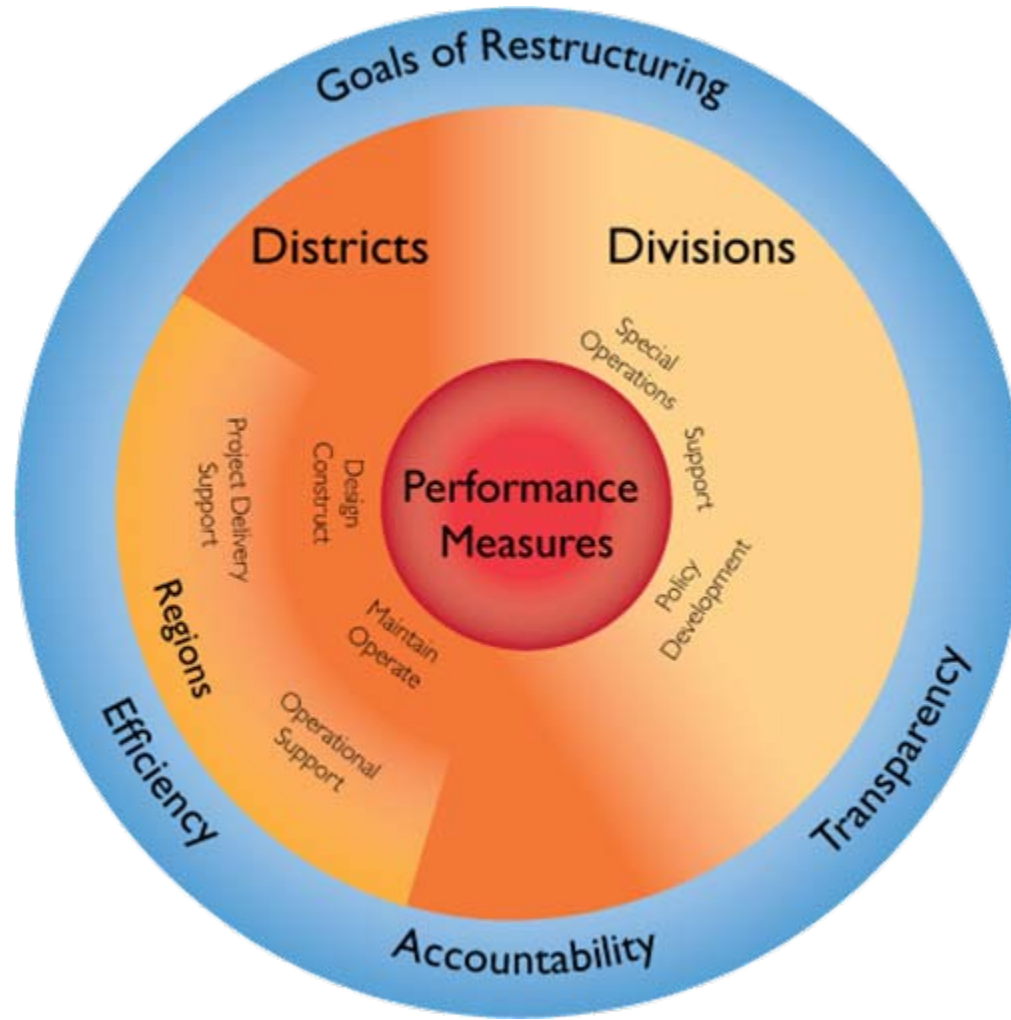 Goals of Restructuring
Districts
Divisions
Special
Operations
Support
Policy
Development
Performance
Measures
Design
Construct
Maintain
Operate
Project Delivery
Support
Operational
Support
Regions
Efficiency
Accountability
Transparency